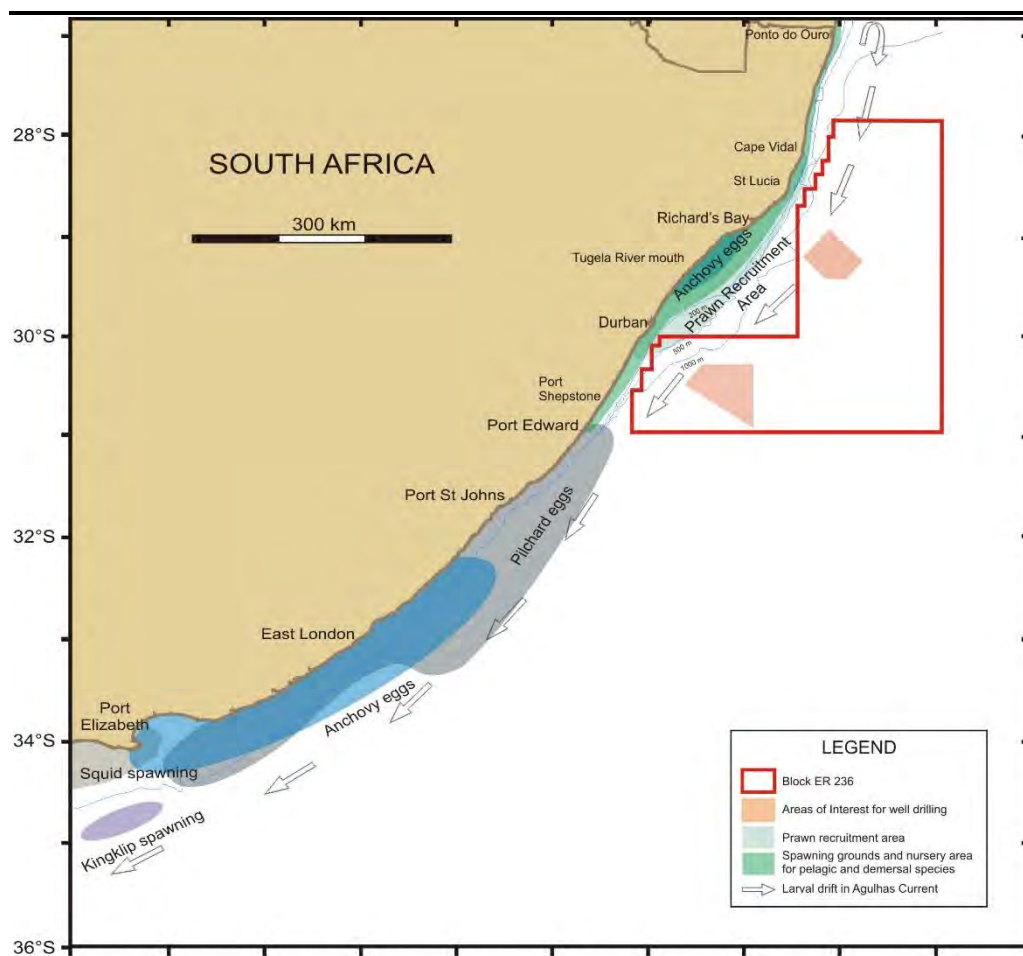 Ponto do Ouro
28°S
Cape Vidal
SOUTH AFRICA
St Lucia
300 km
Richard's Bay
Tugela River mouth
Anchovy eggs
Prawn Recruitment
Area
200 m
Durban
30°S
500 m
1000 m
Port
Shepstone
Port Edward
Port St Johns
Pilchard eggs
32°S
East London
Anchovy eggs
Port
Elizabeth
34°S
Squid spawning
Kingklip spawning
LEGEND
Block ER 236
Areas of Interest for well drilling
Prawn recruitment area
Spawning grounds and nursery area
for pelagic and demersal species
Larval drift in Agulhas Current
36°S